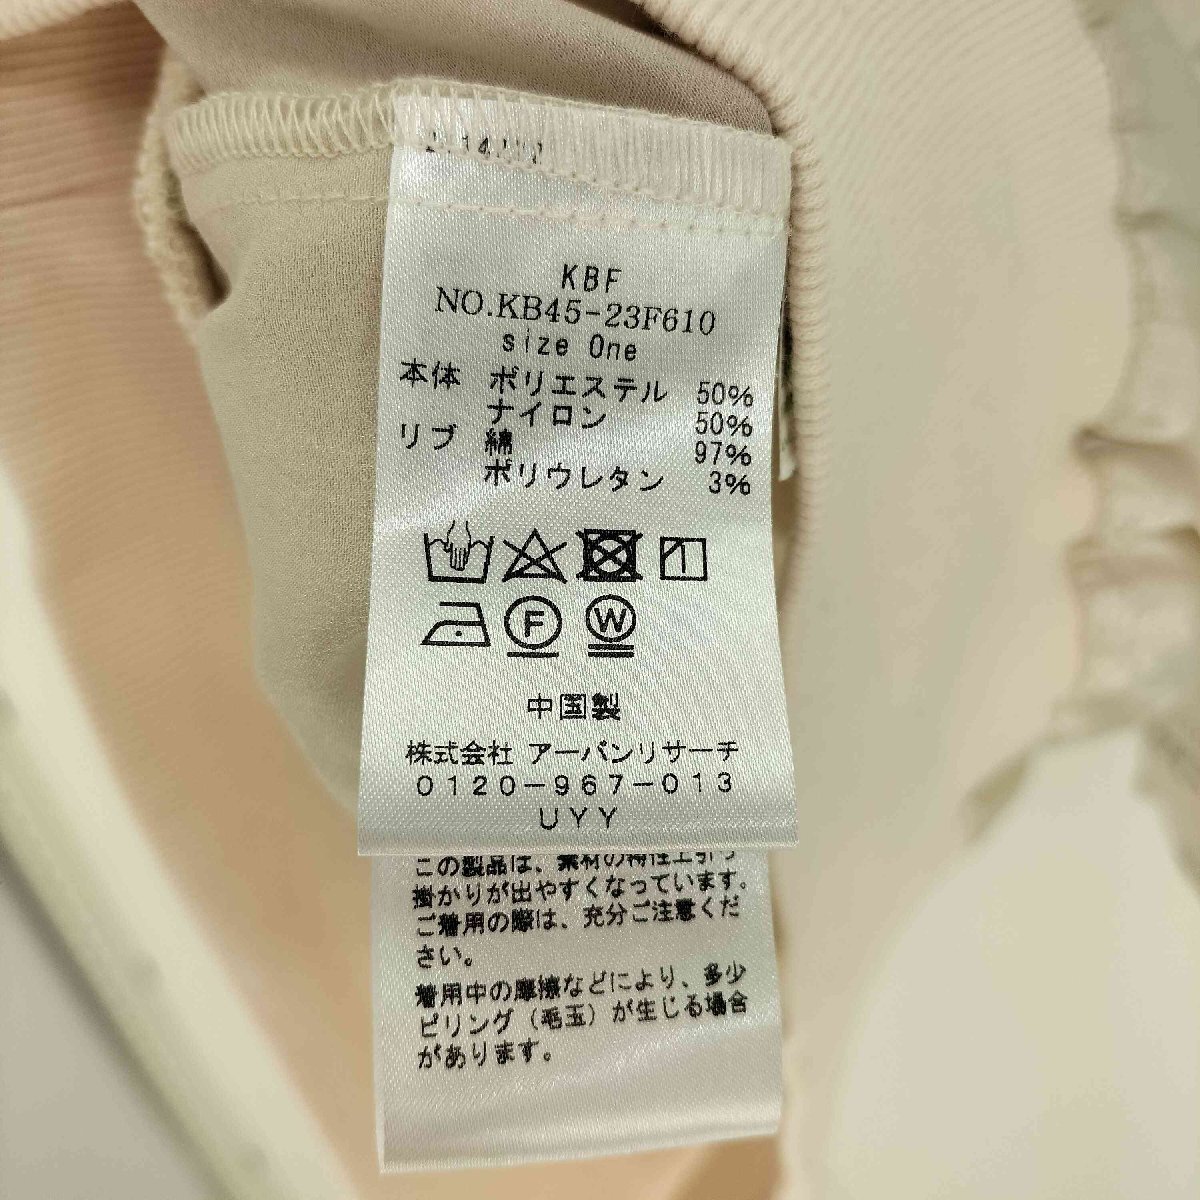 KBF
NO.KB45-23F610
size One
本体 ポリエステル 50%
ナイロン 50%
リブ 綿 97%
ポリウレタン 3%
F W
中国製
株式会社 アーバンリサーチ
0120-967-013
UYY
この製品は、素材の特性上引っ
掛かりが出やすくなっています。
ご着用の際は、充分ご注意くだ
さい。
着用中の摩擦などにより、多少
ピリング(毛玉)が生じる場合
があります。